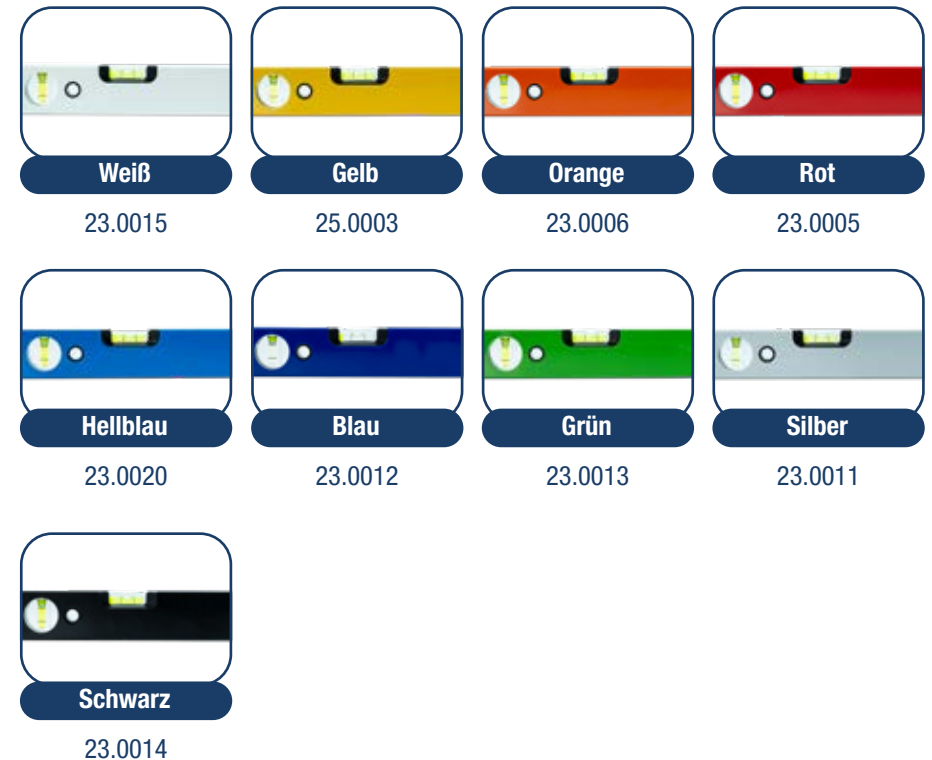 Weiß
Gelb
Orange
Rot
23.0015
25.0003
23.0006
23.0005
Hellblau
Blau
Grün
Silber
23.0020
23.0012
23.0013
23.0011
Schwarz
23.0014